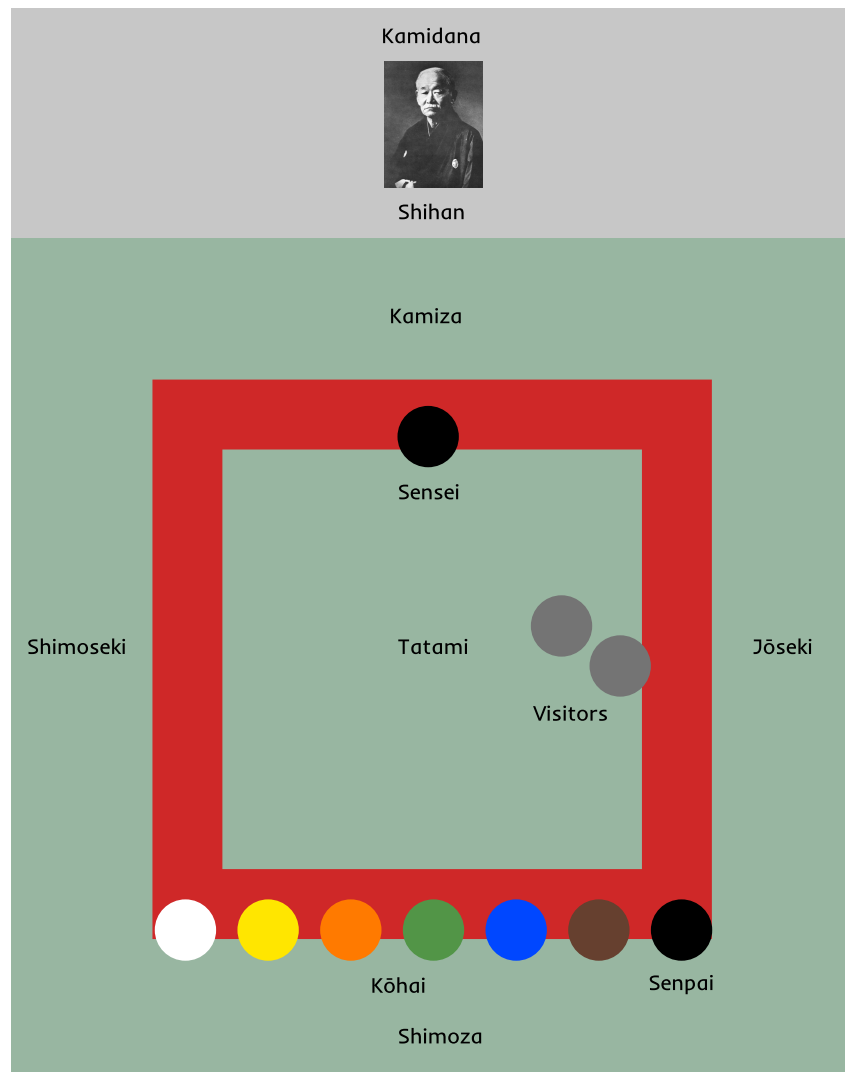 Kamidana
Shihan
Kamiza
Sensei
Shimoseki
Tatami
Jōseki
Visitors
Kōhai
Senpai
Shimoza